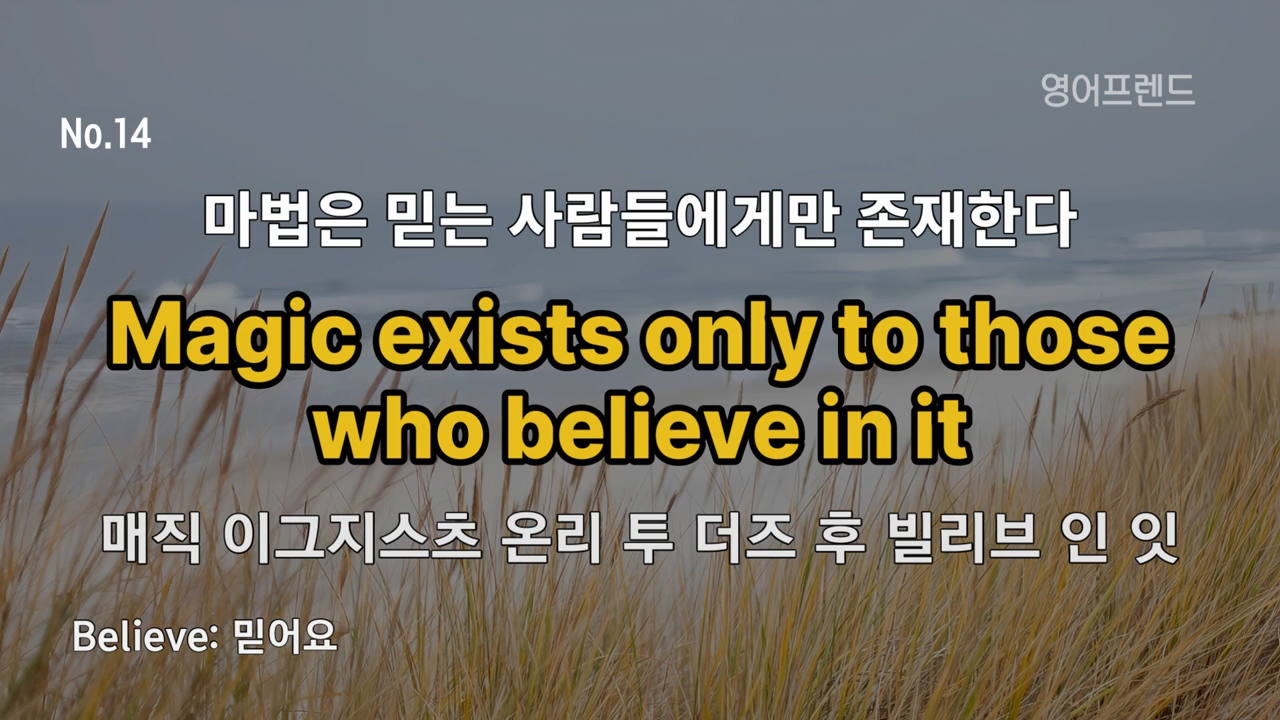 영어프렌드
No.14
마법은 믿는 사람들에게만 존재한다
Magic exists only to those
who believe in it
매직 이그지스츠 온리 투 더즈 후 빌리브 인 잇
Believe: 믿어요